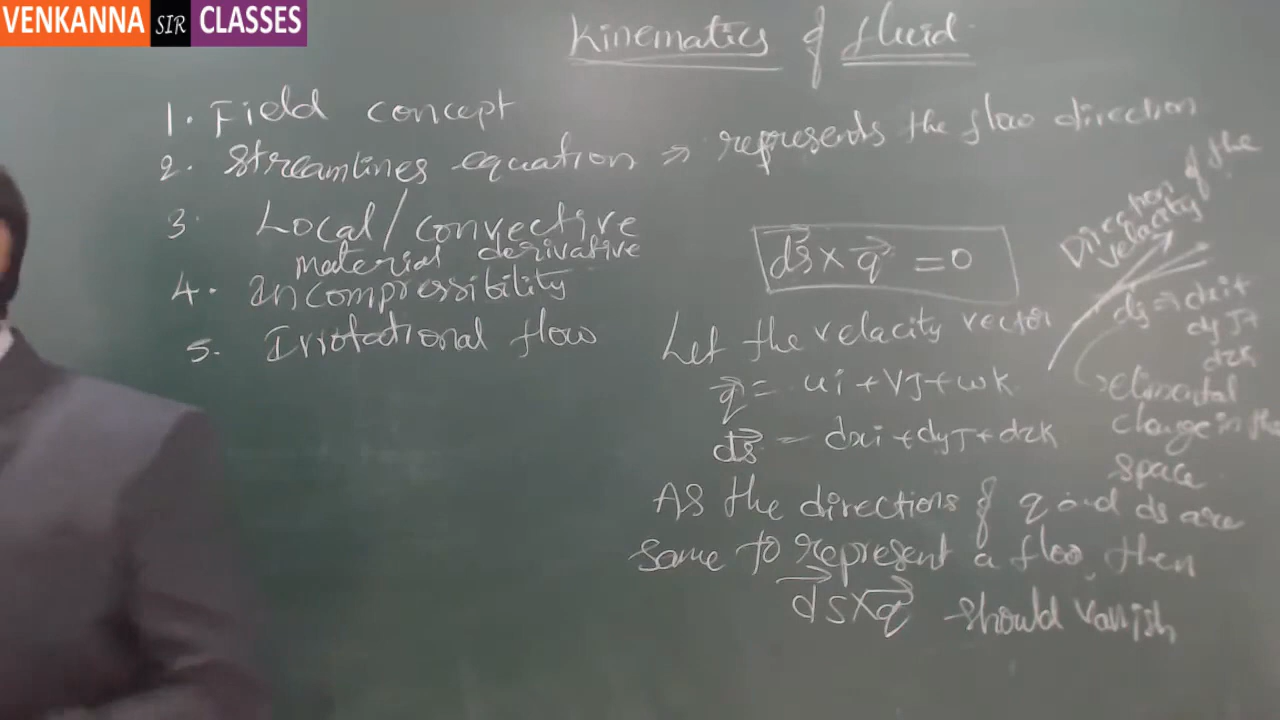 VENKANNA SIR CLASSES
Kinematics of fluid
1. Field concept
2. Streamlines equation → represents the flow direction
3. Local/convective
material derivative
4. Incompressibility
5. Irrotational flow
ds × q = 0
Let the velocity vector
q = ui + vJ + wk
ds = dxi + dyJ + dzk
As the directions of q and ds are
same to represent a flow, then
ds × q should vanish
Direction of the
velocity
ds → dxi +
dyJ +
dzk
elimental
change in the
space